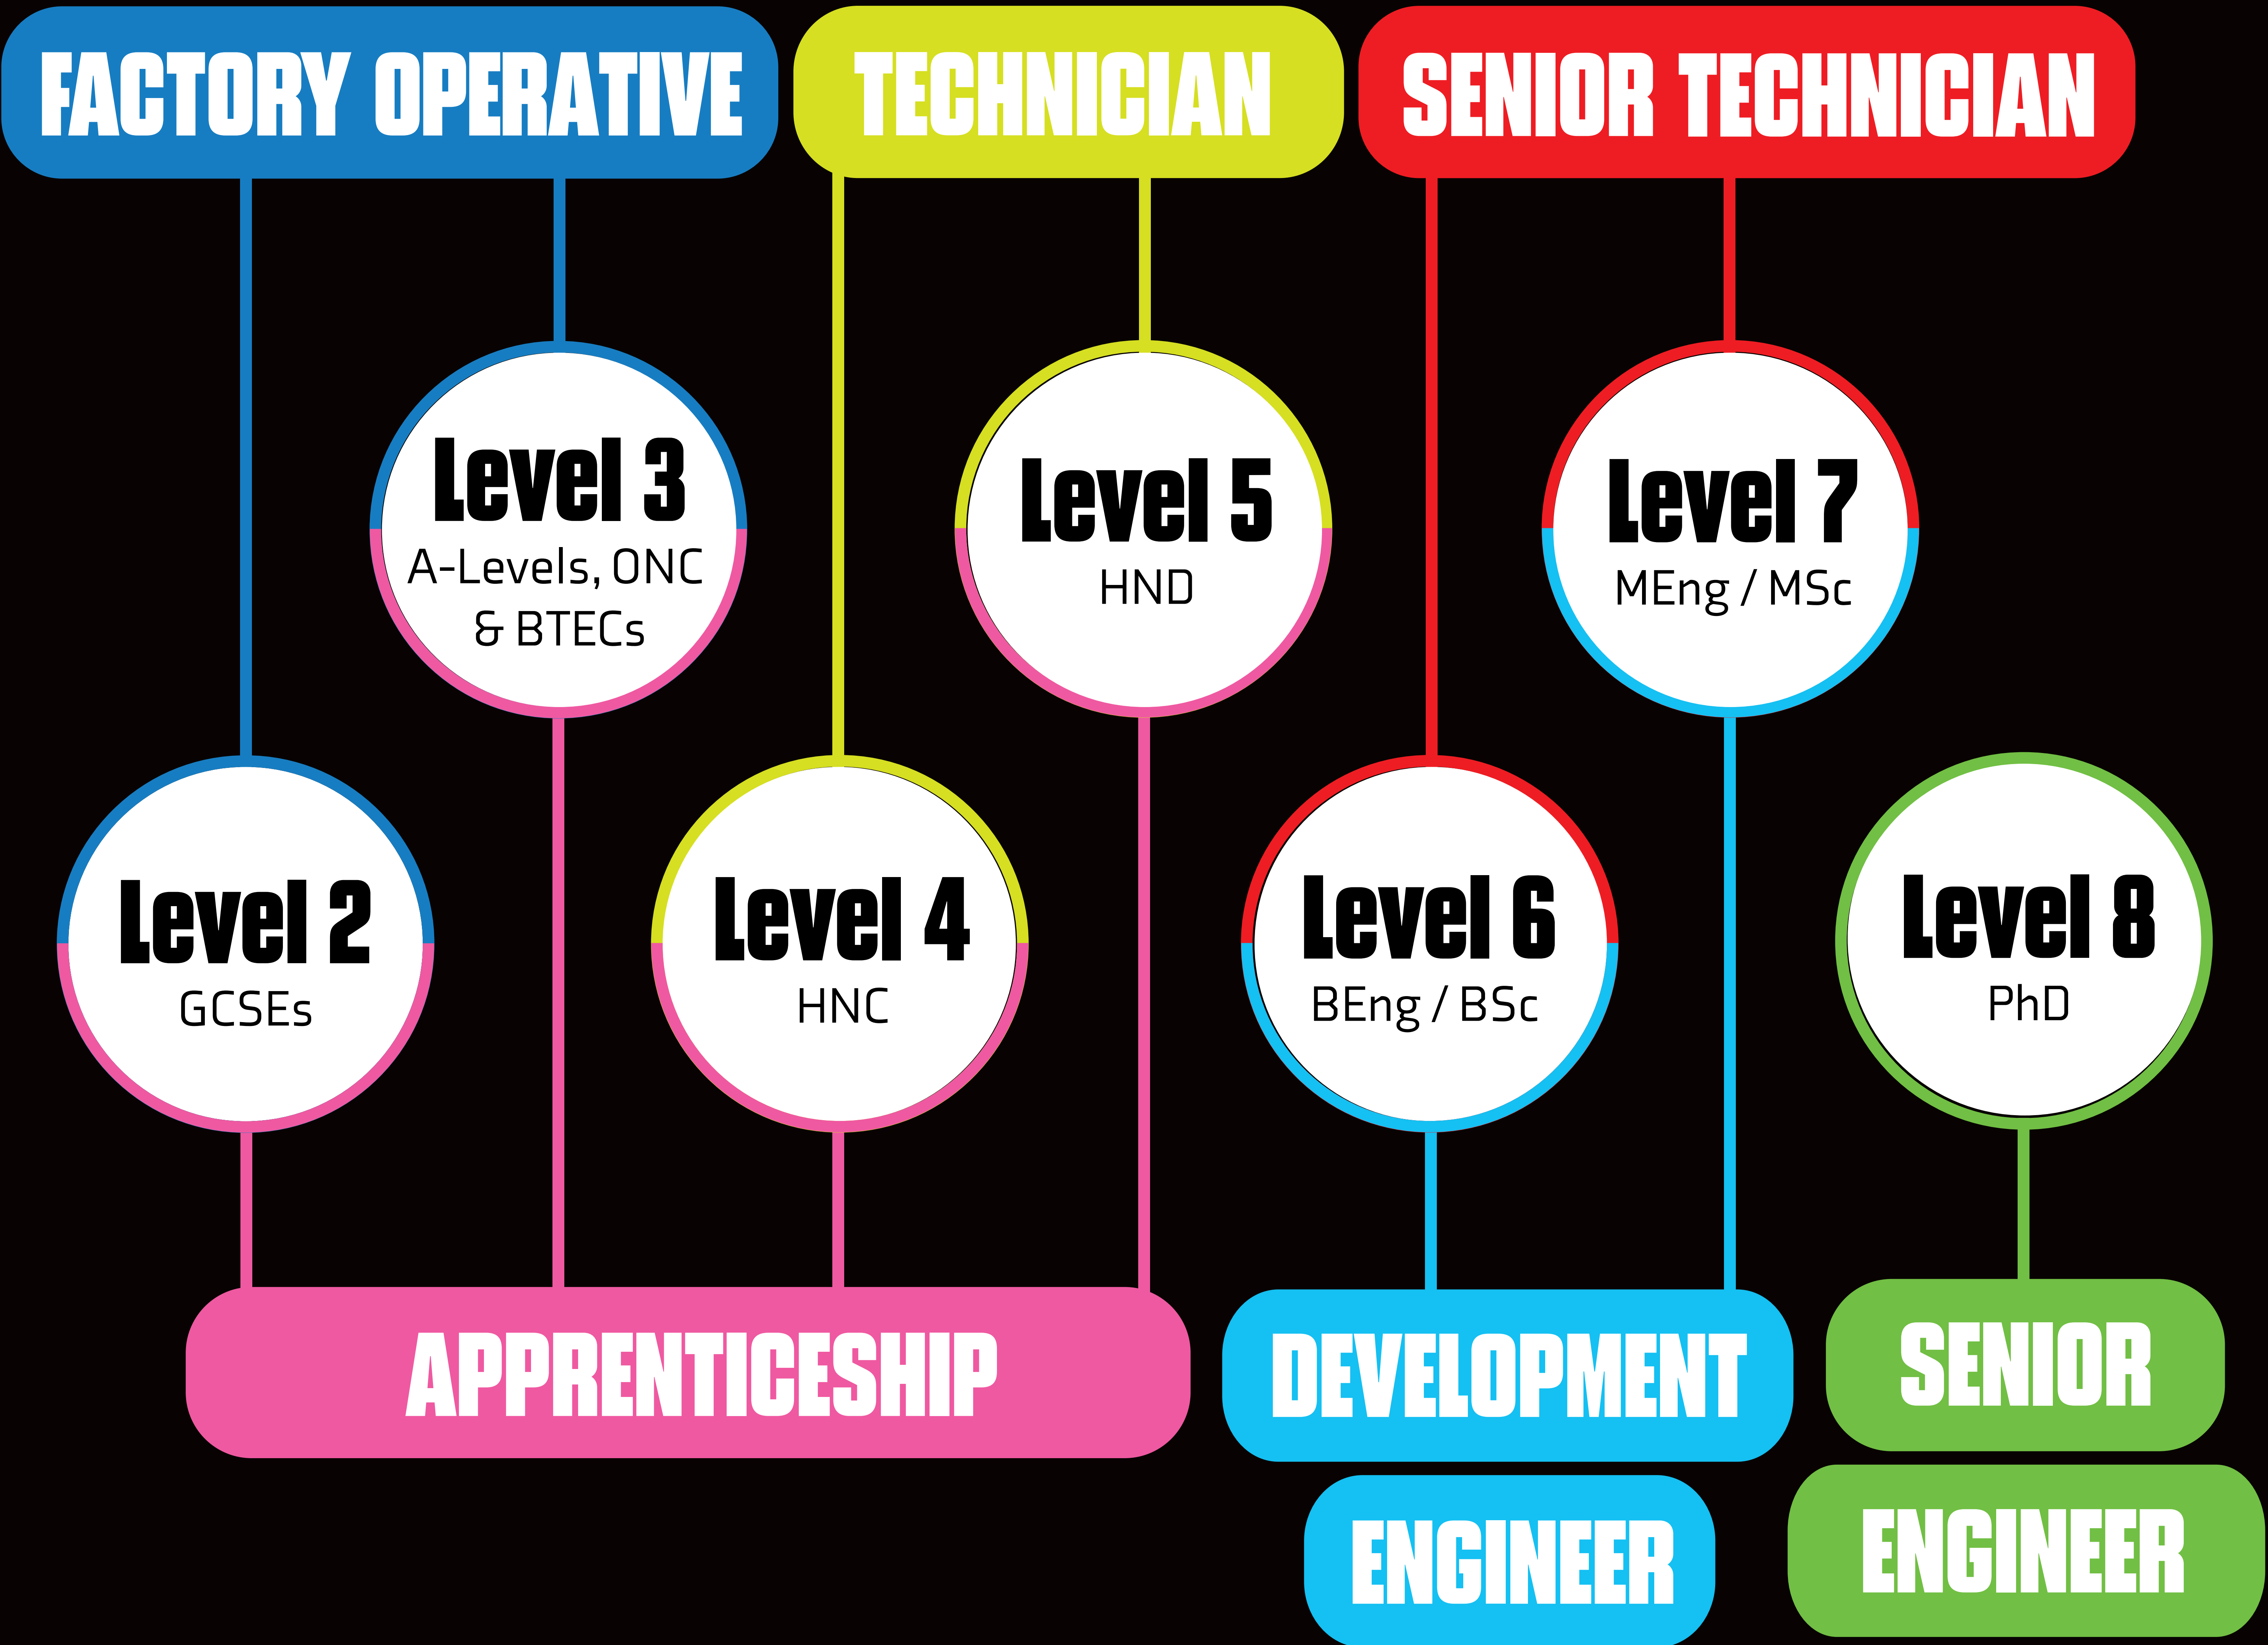 FACTORY OPERATIVE
TECHNICIAN
SENIOR TECHNICIAN
Level 3
A-Levels, ONC
& BTECs
Level 5
HND
Level 7
MEng / MSc
Level 2
GCSEs
Level 4
HNC
Level 6
BEng / BSc
Level 8
PhD
APPRENTICESHIP
DEVELOPMENT
ENGINEER
SENIOR
ENGINEER